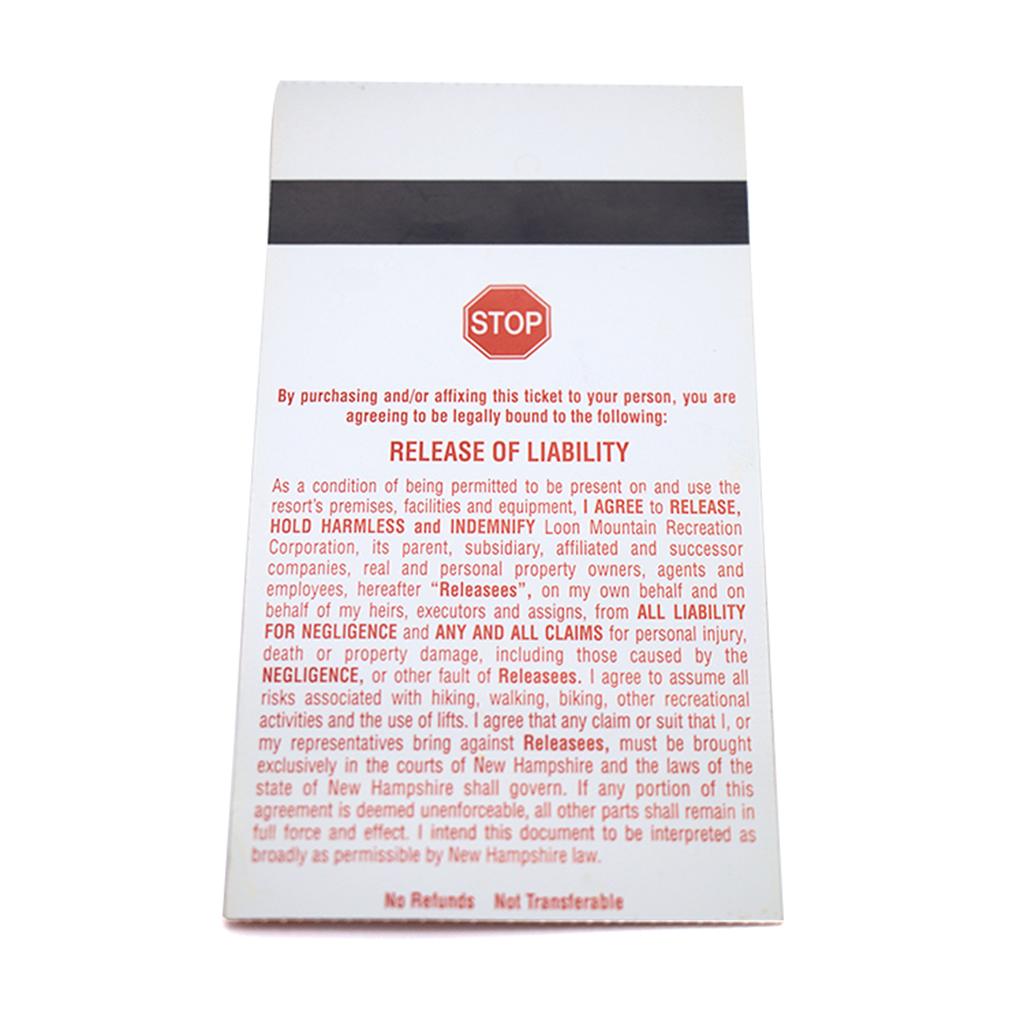 STOP
By purchasing and/or affixing this ticket to your person, you are
agreeing to be legally bound to the following:
RELEASE OF LIABILITY
As a condition of being permitted to be present on and use the
resort's premises, facilities and equipment, I AGREE to RELEASE,
HOLD HARMLESS and INDEMNIFY Loon Mountain Recreation
Corporation, its parent, subsidiary, affiliated and successor
companies, real and personal property owners, agents and
employees, hereafter "Releasees", on my own behalf and on
behalf of my heirs, executors and assigns, from ALL LIABILITY
FOR NEGLIGENCE and ANY AND ALL CLAIMS for personal injury,
death or property damage, including those caused by the
NEGLIGENCE, or other fault of Releasees. I agree to assume all
risks associated with hiking, walking, biking, other recreational
activities and the use of lifts. I agree that any claim or suit that I, or
my representatives bring against Releasees, must be brought
exclusively in the courts of New Hampshire and the laws of the
state of New Hampshire shall govern. If any portion of this
agreement is deemed unenforceable, all other parts shall remain in
full force and effect. I intend this document to be interpreted as
broadly as permissible by New Hampshire law.
No Refunds Not Transferable